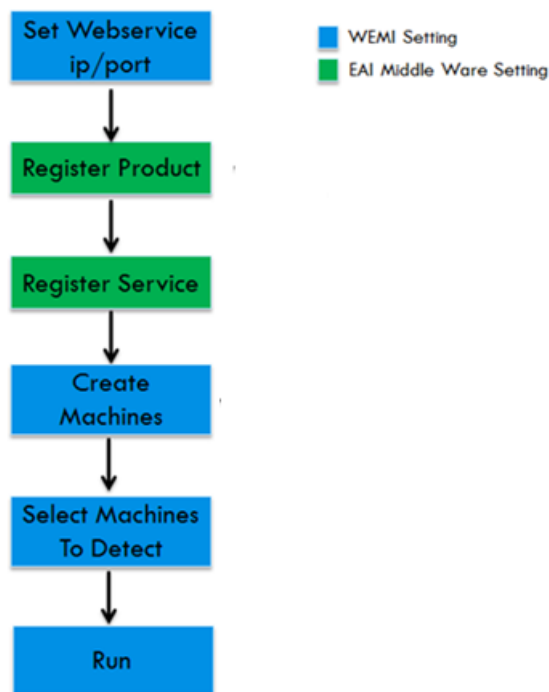 Set Webservice
ip/port
WEMI Setting
EAI Middle Ware Setting
Register Product
Register Service
Create
Machines
Select Machines
To Detect
Run